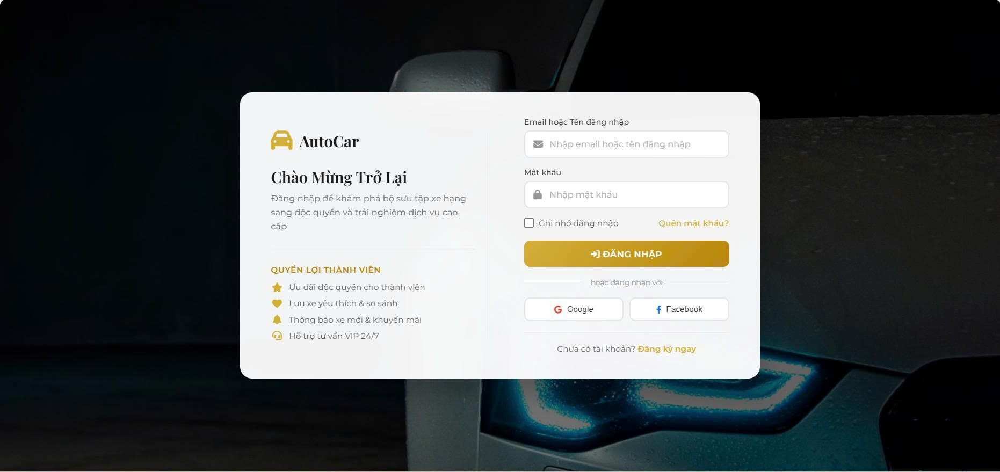 AutoCar
Chào Mừng Trở Lại
Đăng nhập để khám phá bộ sưu tập xe hạng
sang độc quyền và trải nghiệm dịch vụ cao
cấp
QUYỀN LỢI THÀNH VIÊN
Ưu đãi độc quyền cho thành viên
Lưu xe yêu thích & so sánh
Thông báo xe mới & khuyến mãi
Hỗ trợ tư vấn VIP 24/7
Email hoặc Tên đăng nhập
Nhập email hoặc tên đăng nhập
Mật khẩu
Nhập mật khẩu
Ghi nhớ đăng nhập Quên mật khẩu?
ĐĂNG NHẬP
hoặc đăng nhập với
Google Facebook
Chưa có tài khoản? Đăng ký ngay